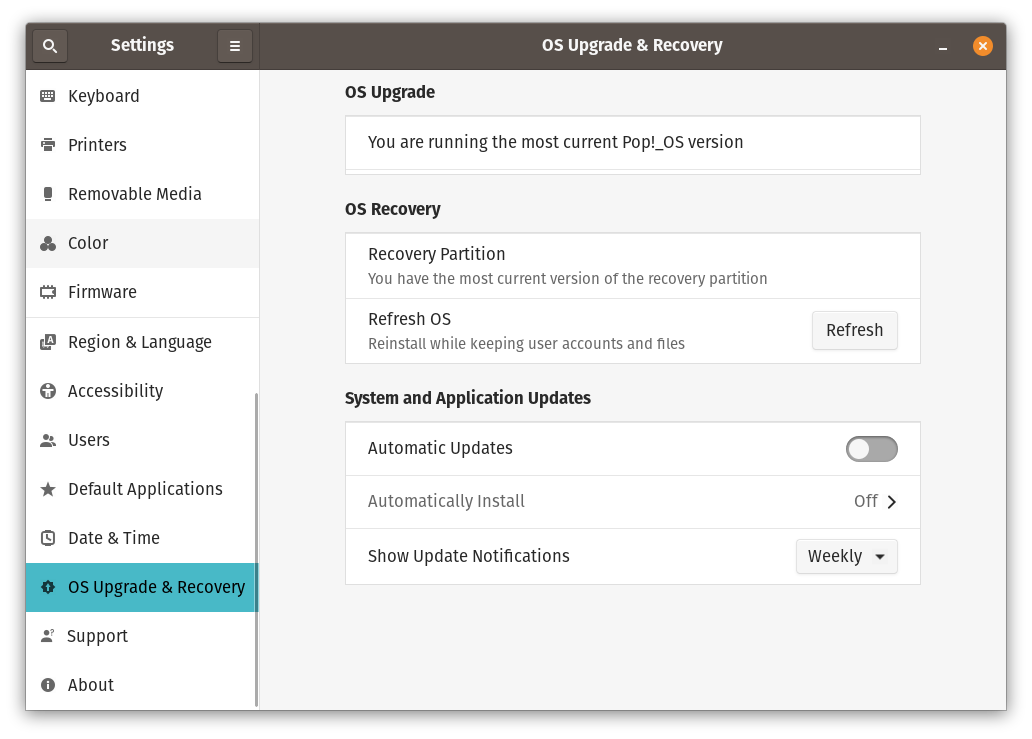 Settings
OS Upgrade & Recovery
Keyboard
Printers
Removable Media
Color
Firmware
Region & Language
Accessibility
Users
Default Applications
Date & Time
OS Upgrade & Recovery
Support
About
OS Upgrade
You are running the most current Pop!_OS version
OS Recovery
Recovery Partition
You have the most current version of the recovery partition
Refresh OS
Reinstall while keeping user accounts and files
Refresh
System and Application Updates
Automatic Updates
Automatically Install
Off
Show Update Notifications
Weekly